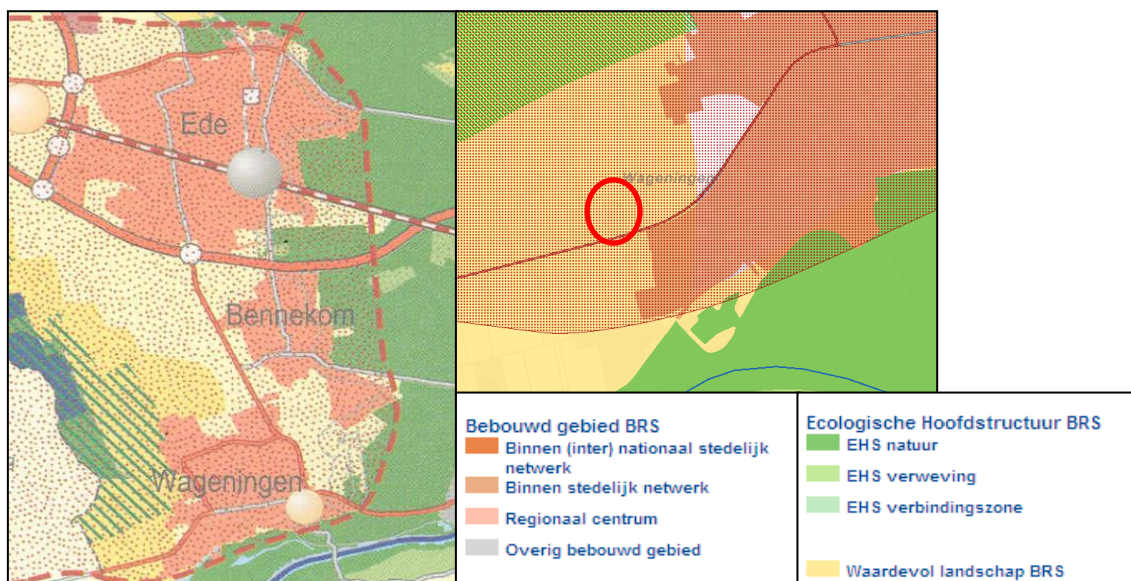 Ede
Bennekom
Wageningen
Wageningen
Bebouwd gebied BRS
Binnen (inter) nationaal stedelijk
netwerk
Binnen stedelijk netwerk
Regionaal centrum
Overig bebouwd gebied
Ecologische Hoofdstructuur BRS
EHS natuur
EHS verweving
EHS verbindingszone
Waardevol landschap BRS